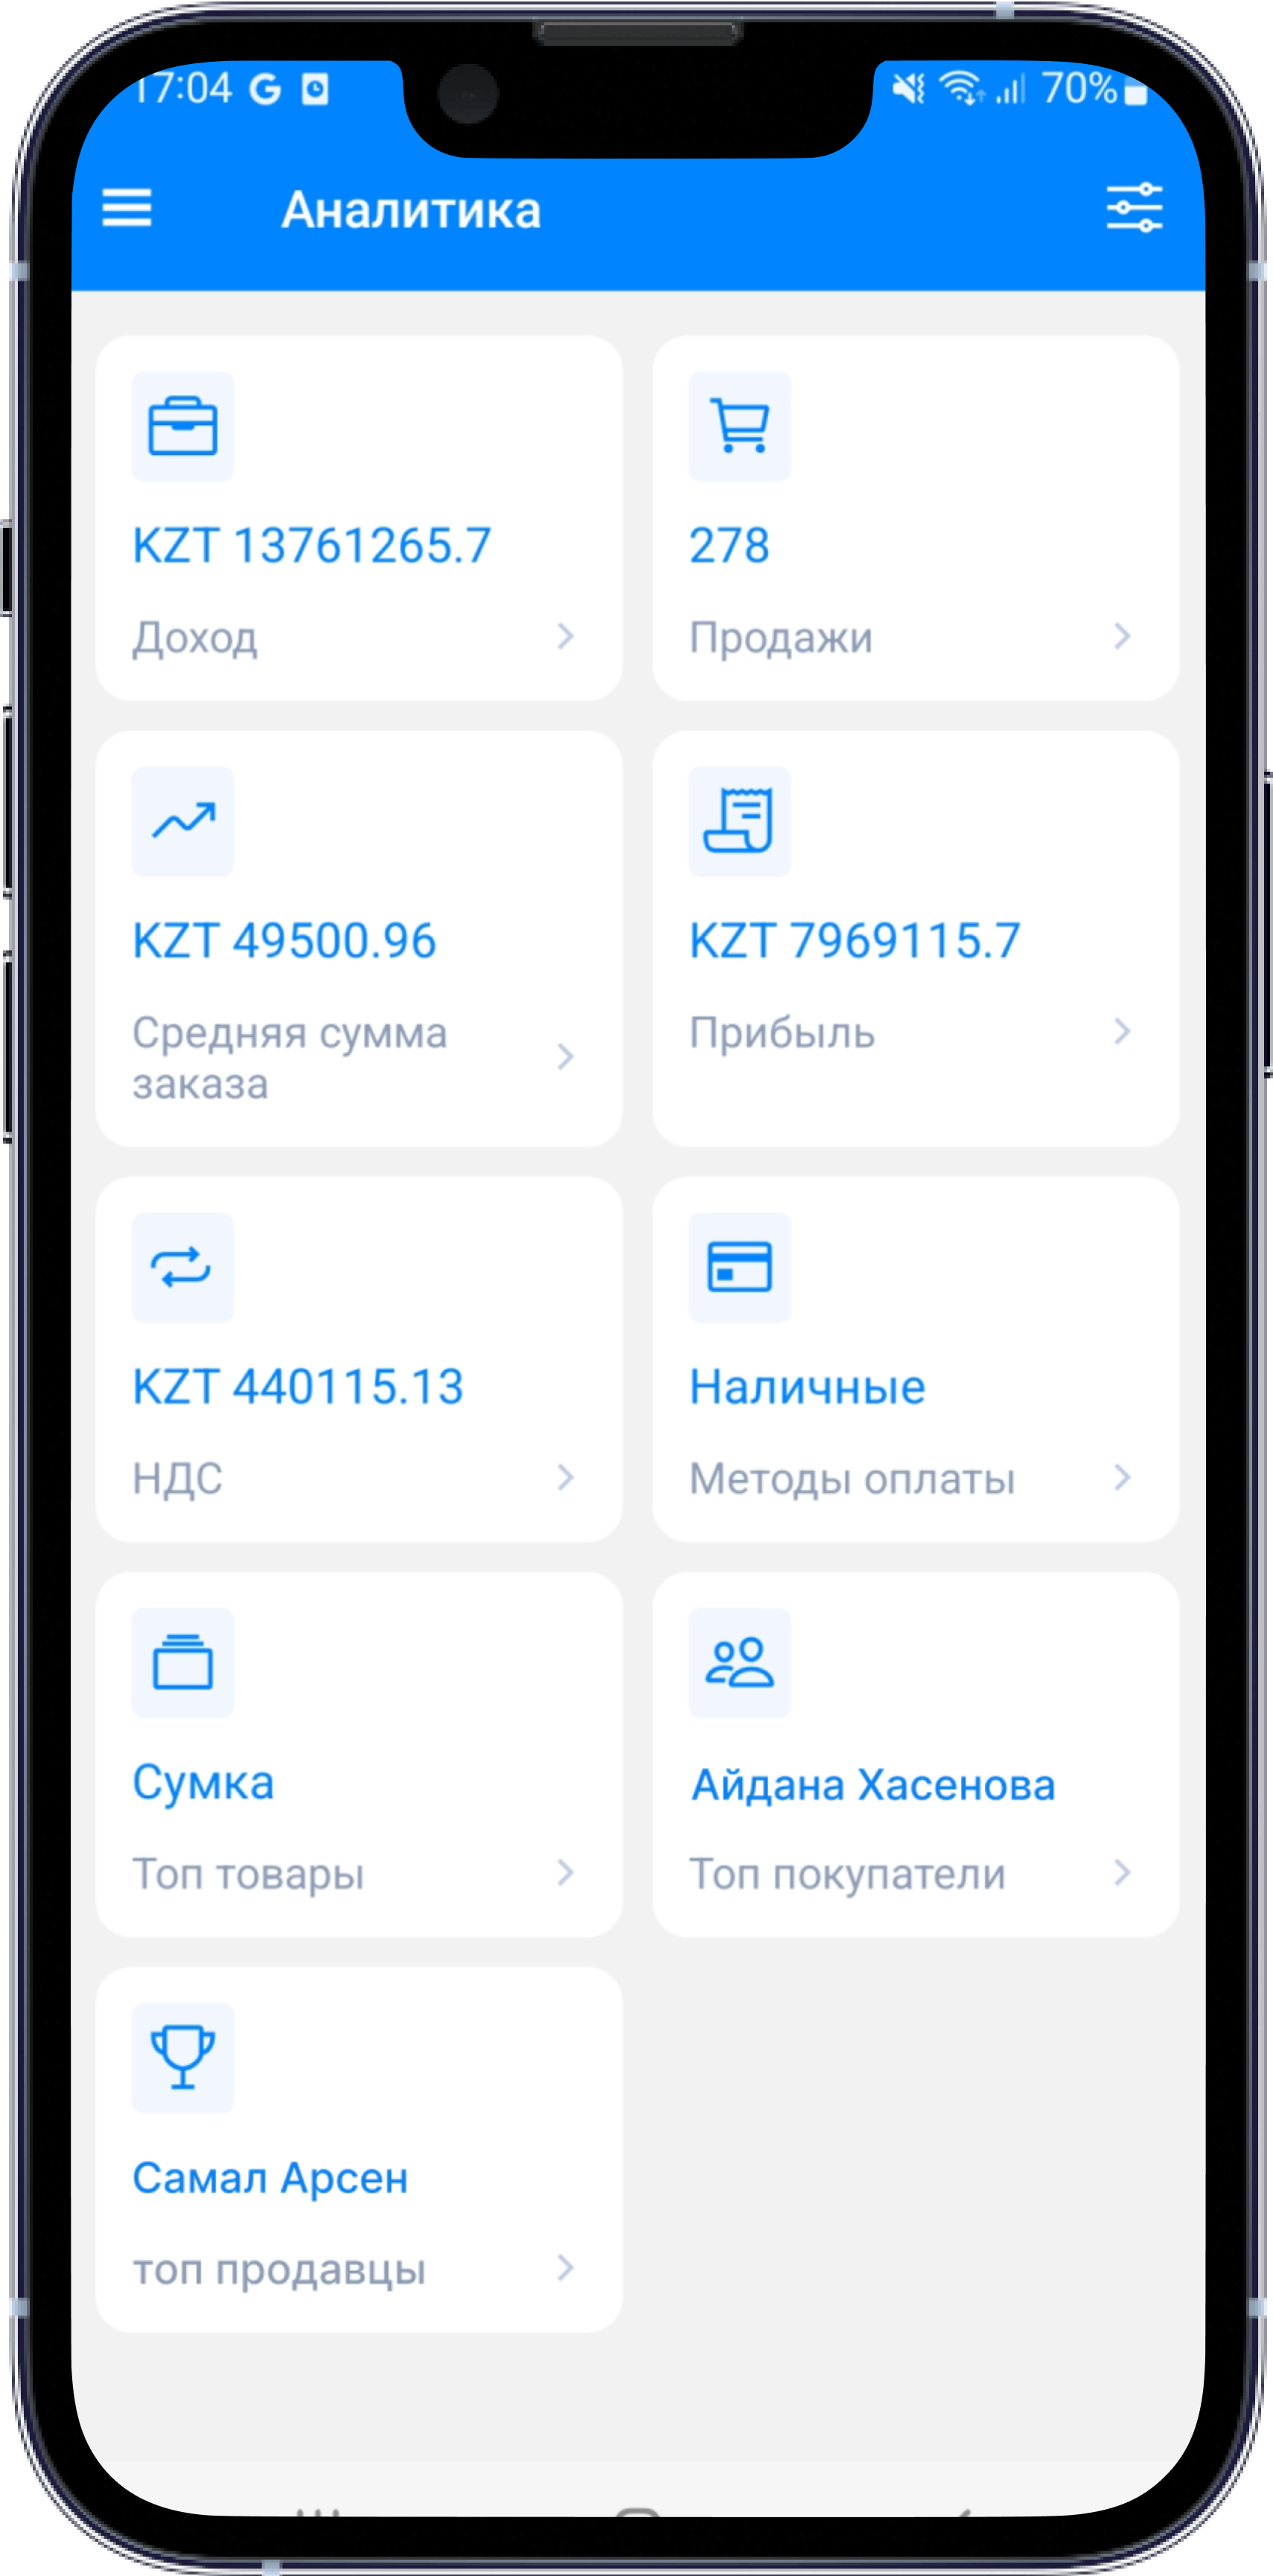 17:04 G 70%
Аналитика
KZT 13761265.7
Доход
278
Продажи
KZT 49500.96
Средняя сумма
заказа
KZT 7969115.7
Прибыль
KZT 440115.13
НДС
Наличные
Методы оплаты
Сумка
Топ товары
Айдана Хасенова
Топ покупатели
Самал Арсен
топ продавцы